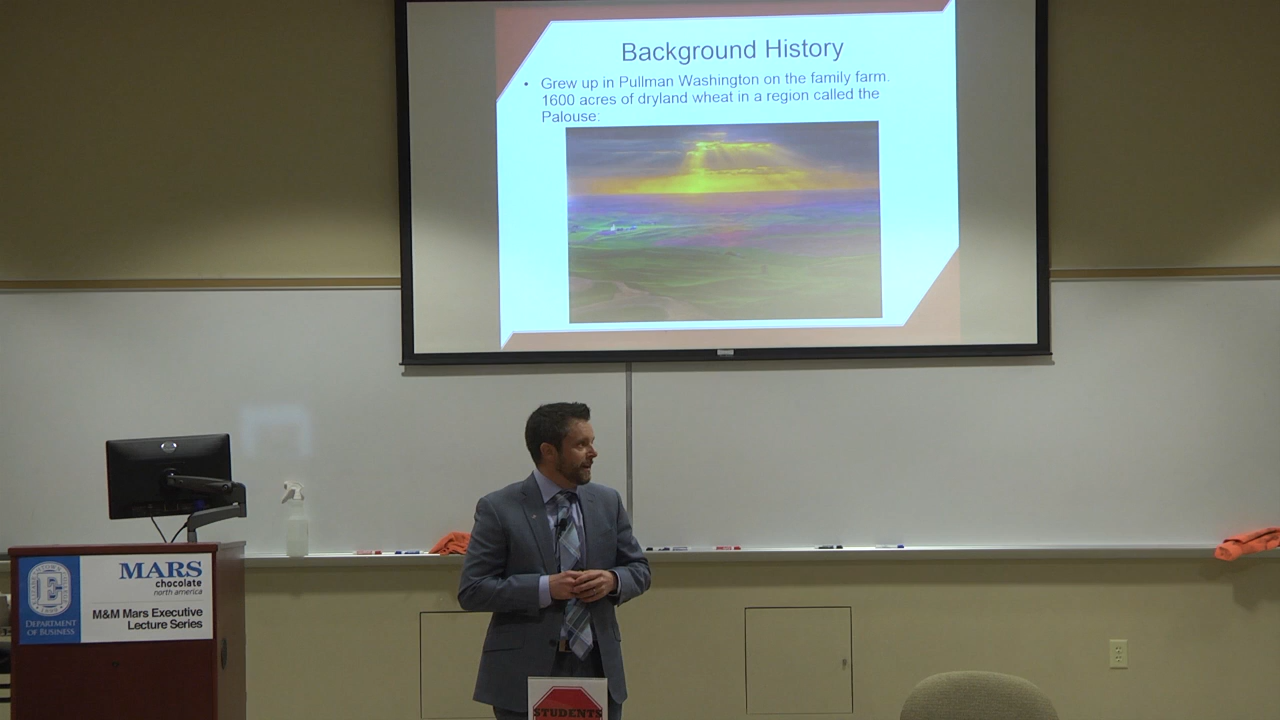 Background History
• Grew up in Pullman Washington on the family farm.
1600 acres of dryland wheat in a region called the
Palouse:
MARS
chocolate
north america
M&M Mars Executive
Lecture Series
E
DEPARTMENT
OF BUSINESS
STUDENTS